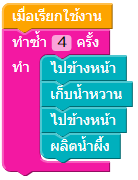 เมื่อเรียกใช้งาน
ทำซ้ำ 4 ครั้ง
ทำ ไปข้างหน้า
เก็บน้ำหวาน
ไปข้างหน้า
ผลิตน้ำผึ้ง